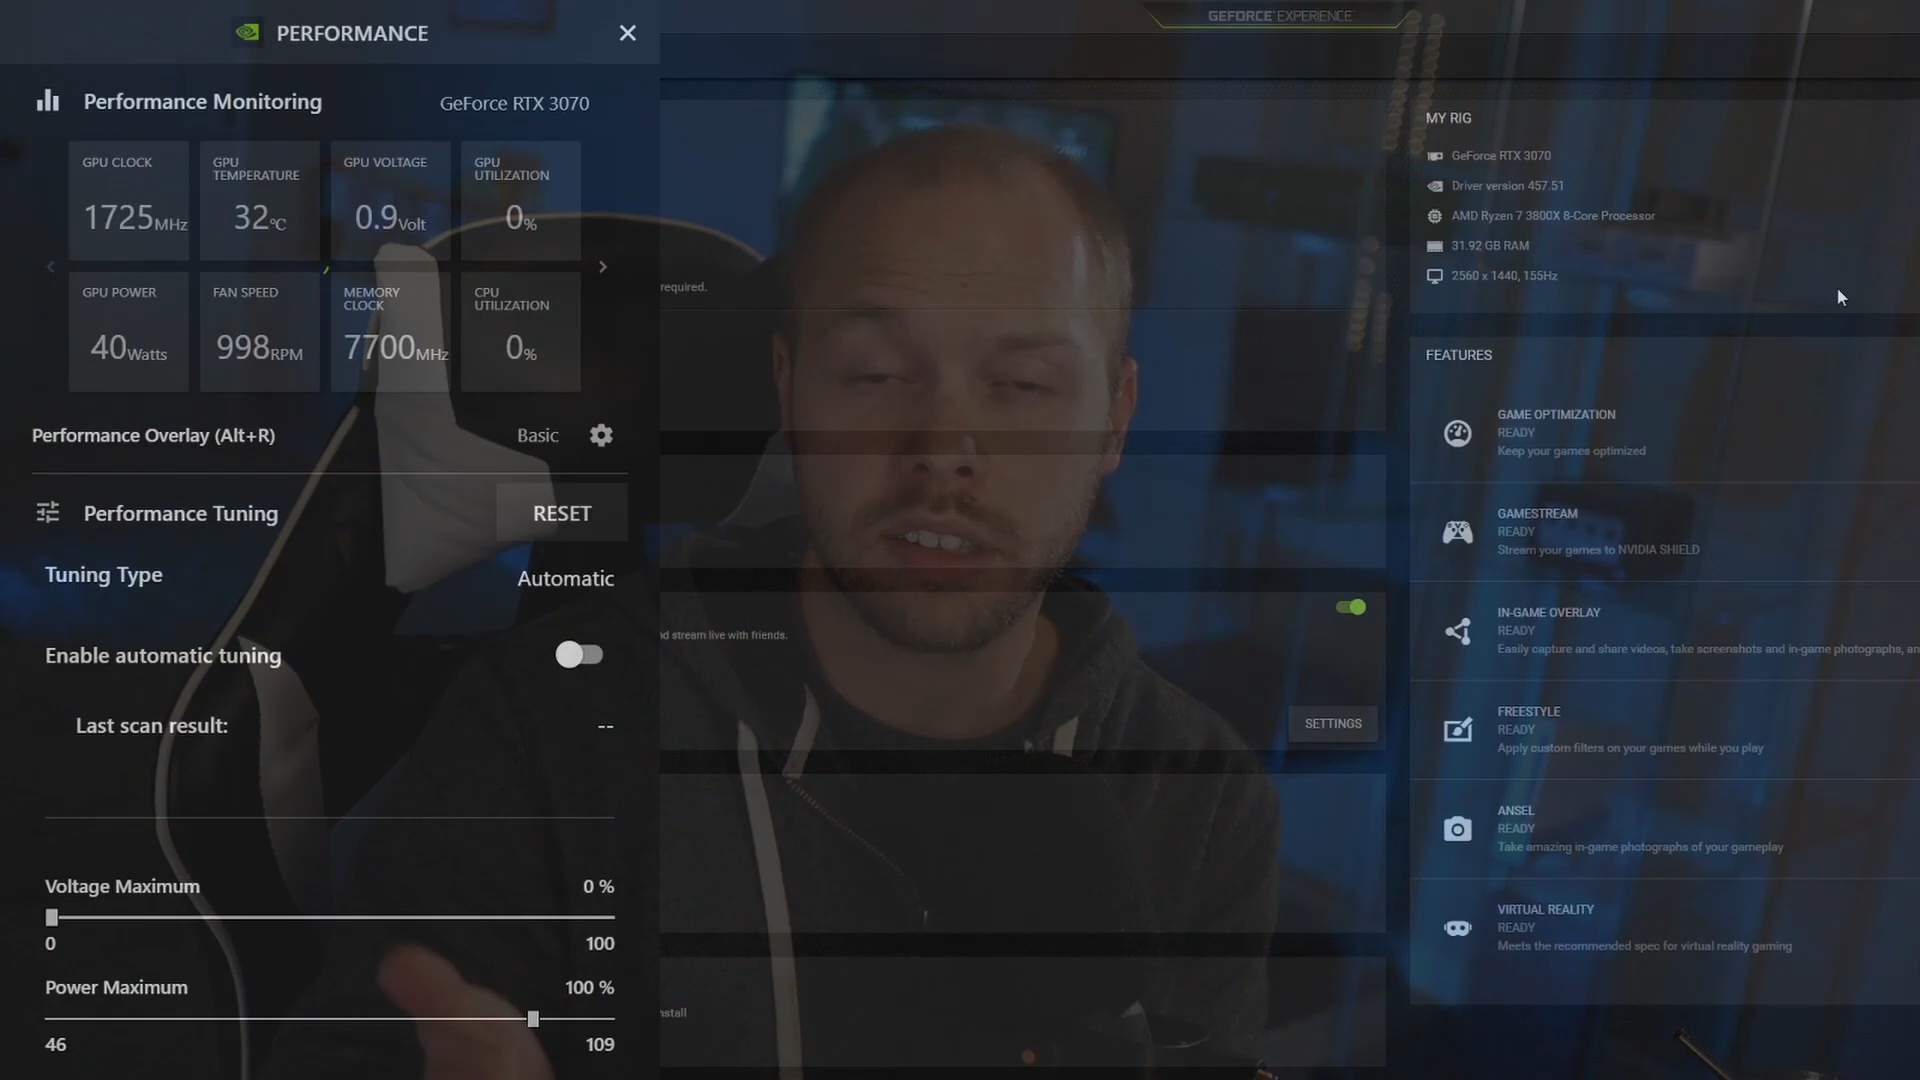 PERFORMANCE
Performance Monitoring
GeForce RTX 3070
GPU CLOCK
1725MHz
GPU
TEMPERATURE
32°C
GPU VOLTAGE
0.9Volt
GPU
UTILIZATION
0%
GPU POWER
40Watts
FAN SPEED
998RPM
MEMORY
CLOCK
7700MHz
CPU
UTILIZATION
0%
Performance Overlay (Alt+R)
Basic
Performance Tuning
RESET
Tuning Type
Automatic
Enable automatic tuning
Last scan result:
--
Voltage Maximum
0 %
0
100
Power Maximum
100 %
46
109
GEFORCE EXPERIENCE
required.
nd stream live with friends.
SETTINGS
nstall
MY RIG
GeForce RTX 3070
Driver version 457.51
AMD Ryzen 7 3800X 8-Core Processor
31.92 GB RAM
2560 x 1440, 155Hz
FEATURES
GAME OPTIMIZATION
READY
Keep your games optimized
GAMESTREAM
READY
Stream your games to NVIDIA SHIELD
IN-GAME OVERLAY
READY
Easily capture and share videos, take screenshots and in-game photographs, an
FREESTYLE
READY
Apply custom filters on your games while you play
ANSEL
READY
Take amazing in-game photographs of your gameplay
VIRTUAL REALITY
READY
Meets the recommended spec for virtual reality gaming